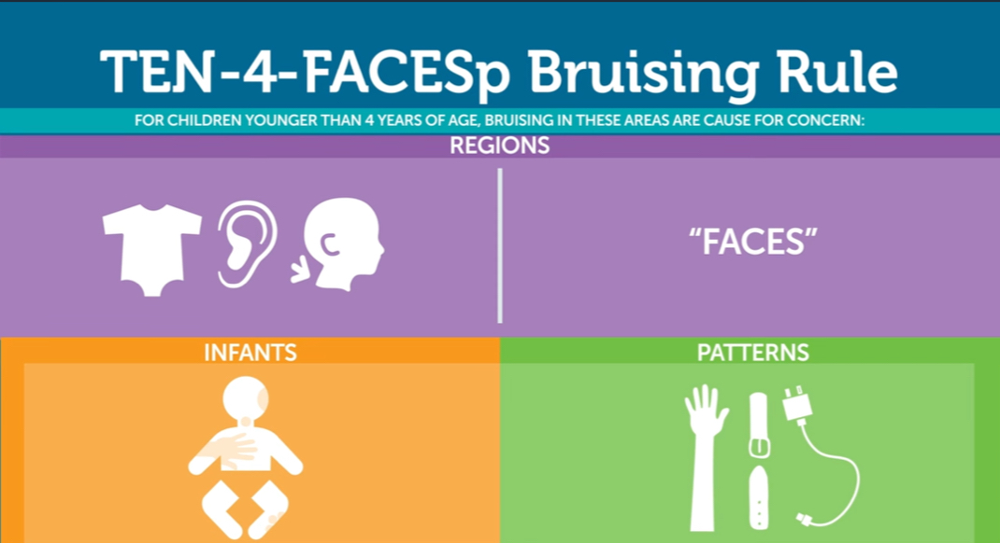 TEN-4-FACESp Bruising Rule
FOR CHILDREN YOUNGER THAN 4 YEARS OF AGE, BRUISING IN THESE AREAS ARE CAUSE FOR CONCERN:
REGIONS
“FACES”
INFANTS
PATTERNS